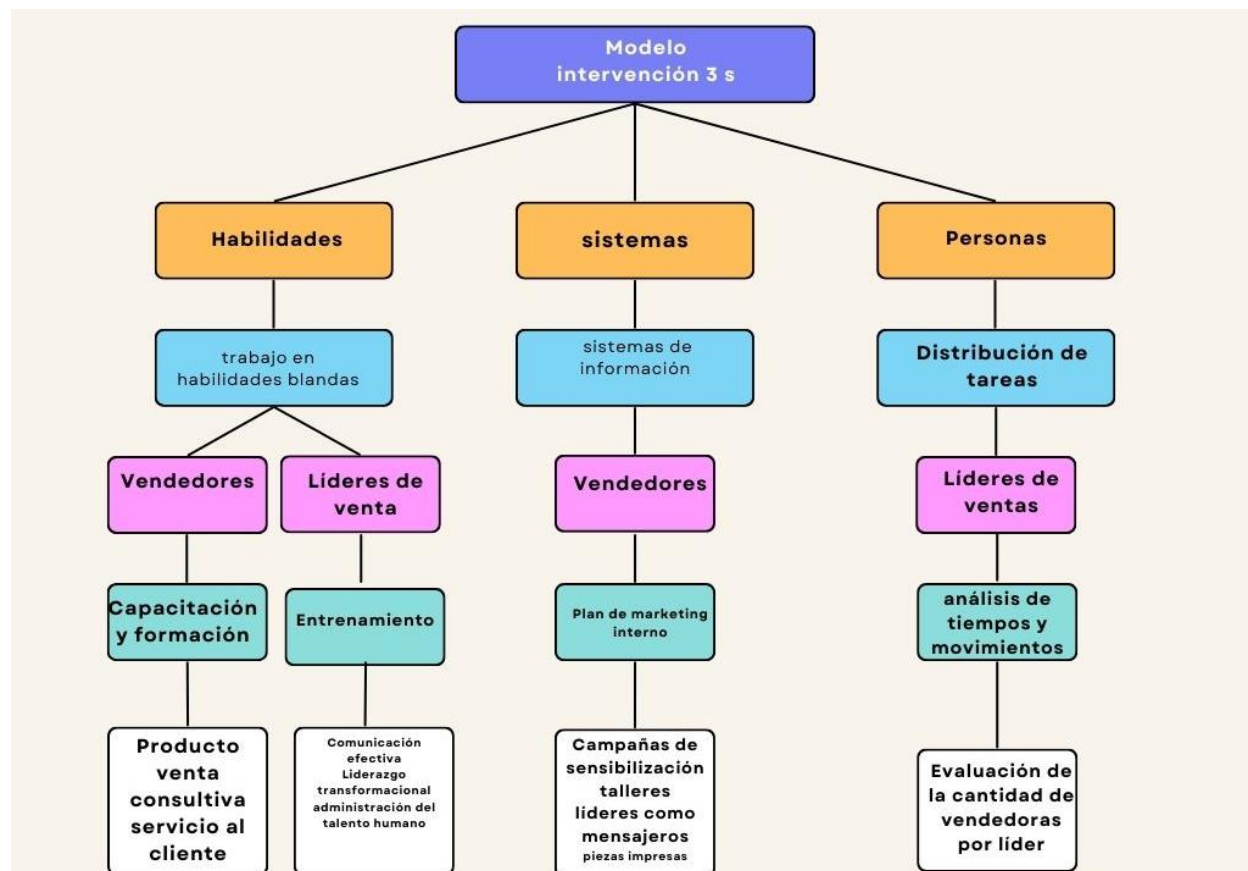 Modelo
intervención 3 s
Habilidades
sistemas
Personas
trabajo en
habilidades blandas
sistemas de
información
Distribución de
tareas
Vendedores
Líderes de
venta
Vendedores
Líderes de
ventas
Capacitación
y formación
Entrenamiento
Plan de marketing
interno
análisis de
tiempos y
movimientos
Producto
venta
consultiva
servicio al
cliente
Comunicación
efectiva
Liderazgo
transformacional
administración del
talento humano
Campañas de
sensibilización
talleres
líderes como
mensajeros
piezas impresas
Evaluación de
la cantidad de
vendedoras
por líder